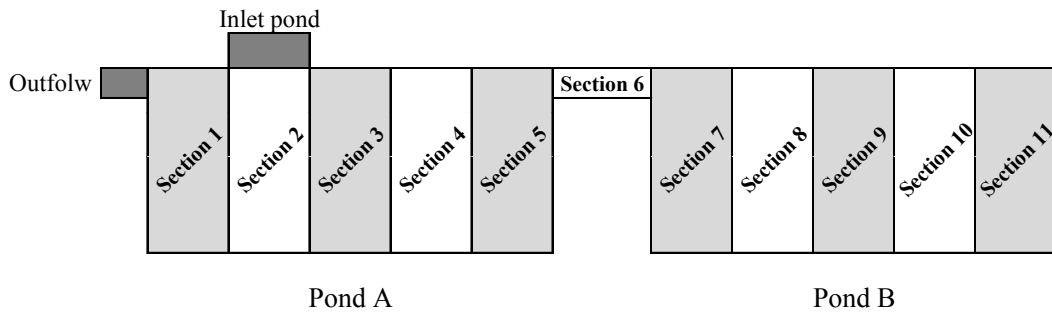 Inlet pond
Outfolw
Section 1
Section 2
Section 3
Section 4
Section 5
Section 6
Section 7
Section 8
Section 9
Section 10
Section 11
Pond A
Pond B